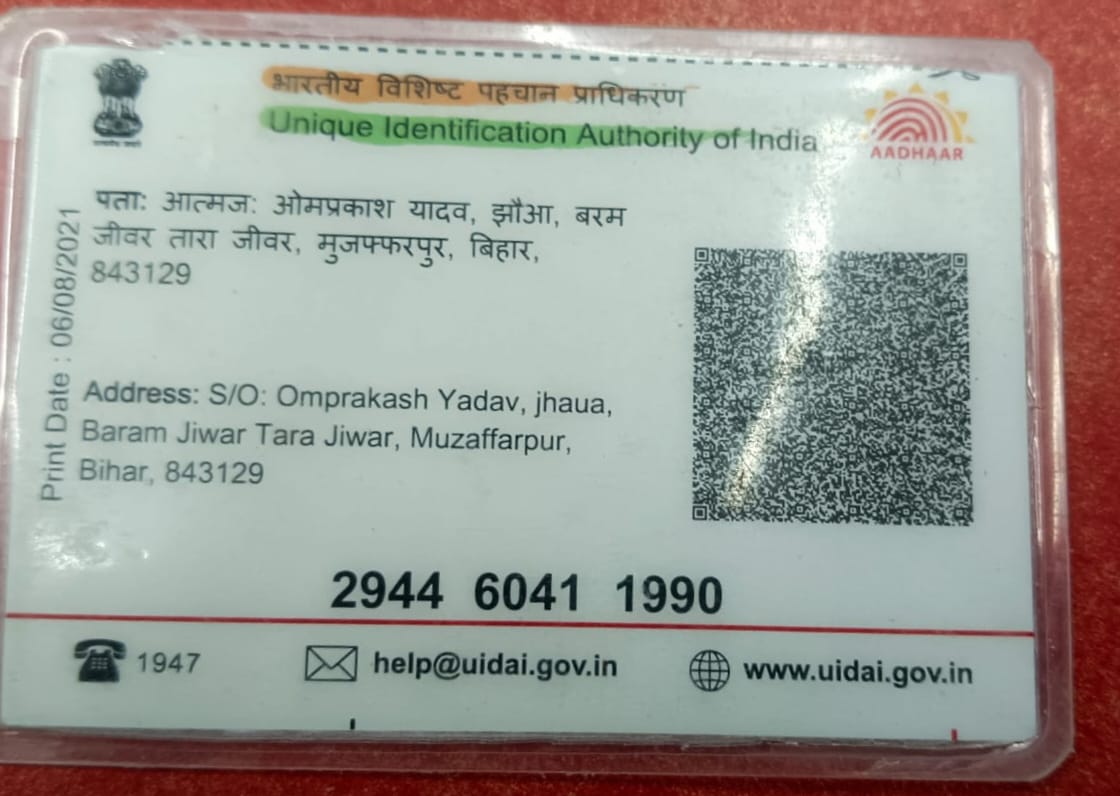 भारतीय विशिष्ट पहचान प्राधिकरण
Unique Identification Authority of India
AADHAAR
पता: आत्मज: ओमप्रकाश यादव, झौआ, बरम
जीवर तारा जीवर, मुजफ्फरपुर, बिहार,
843129
Print Date : 06/08/2021
Address: S/O: Omprakash Yadav, jhaua,
Baram Jiwar Tara Jiwar, Muzaffarpur,
Bihar, 843129
2944 6041 1990
1947 help@uidai.gov.in www.uidai.gov.in